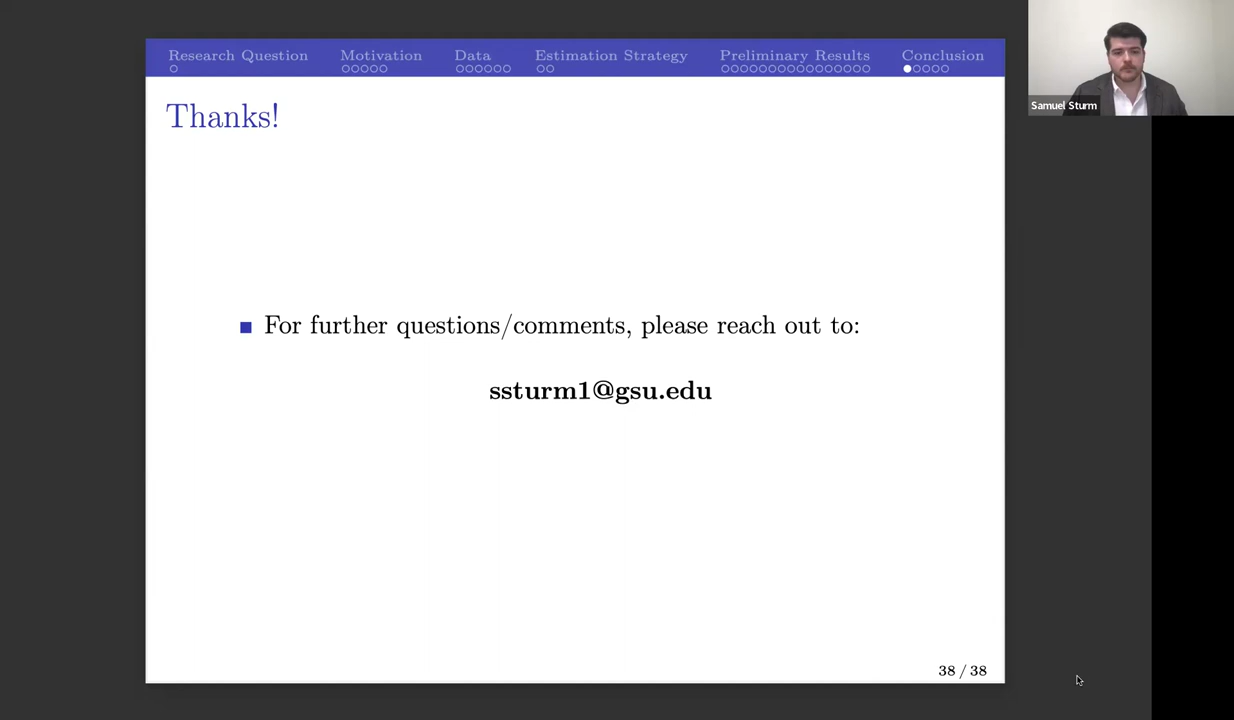 Research Question Motivation Data Estimation Strategy Preliminary Results Conclusion
Thanks!
For further questions/comments, please reach out to:
ssturm1@gsu.edu
38 / 38
Samuel Sturm